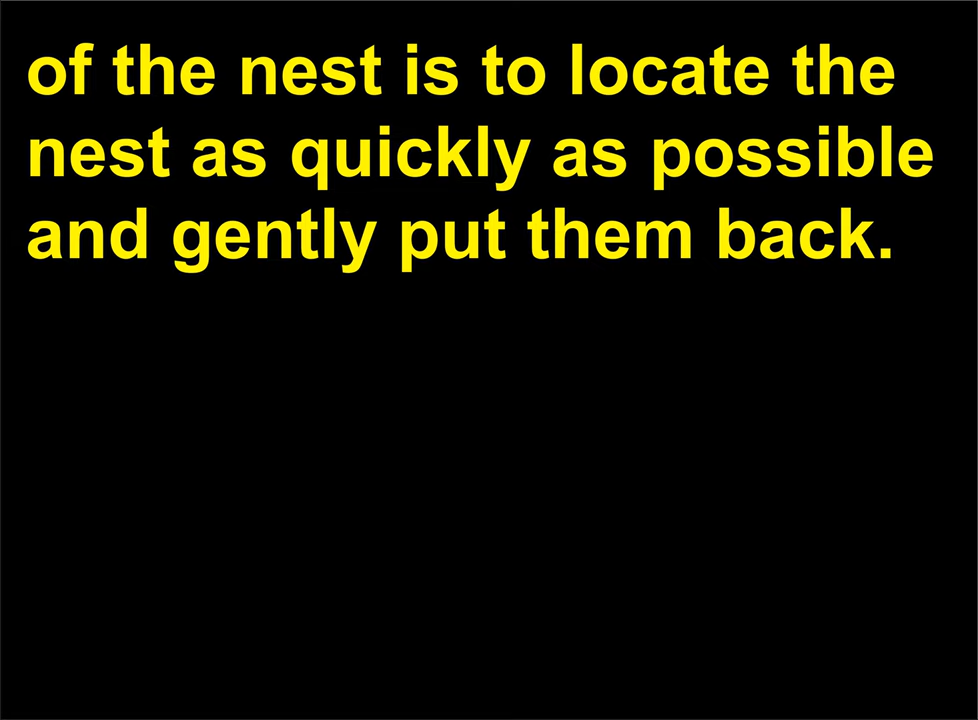 of the nest is to locate the
nest as quickly as possible
and gently put them back.